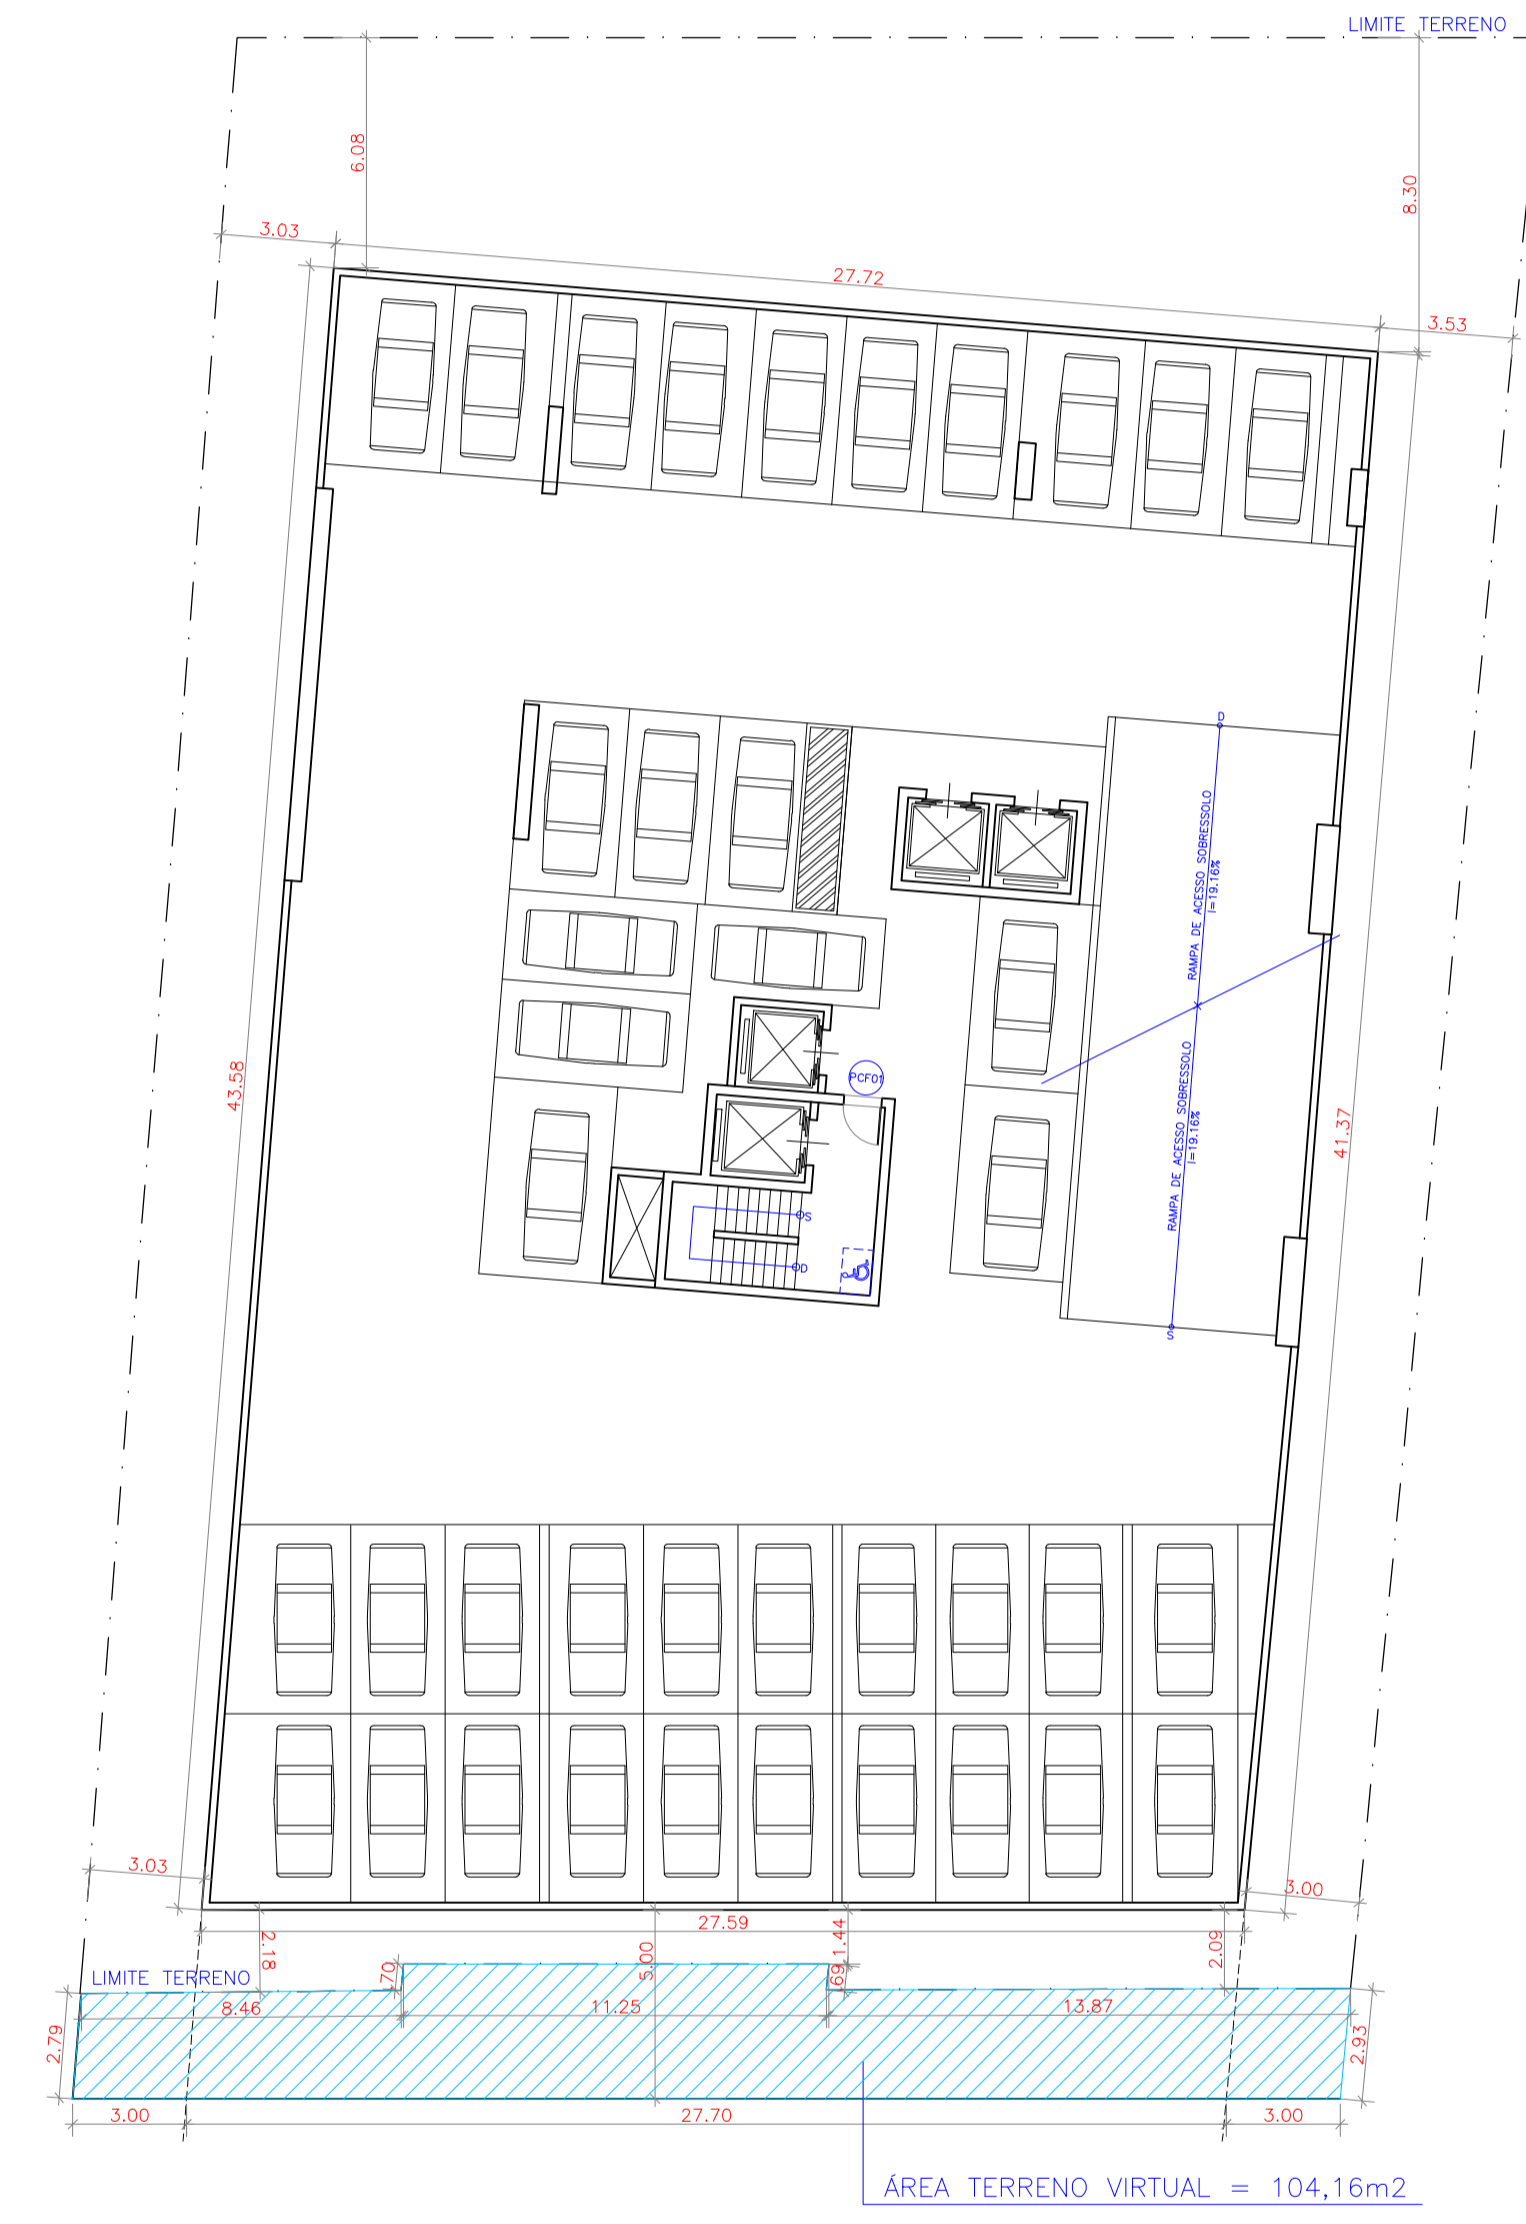 LIMITE TERRENO
6.08
8.30
3.03
27.72
3.53
D
RAMPA DE ACESSO SOBRESSOLO
i=19.16%
PCF01
43.58
RAMPA DE ACESSO SOBRESSOLO
i=19.16%
41.37
S
D
S
3.03
3.00
27.59
2.18
5.00
1.44
2.09
LIMITE TERRENO
.70
.69
8.46
11.25
13.87
2.79
2.93
3.00
27.70
3.00
ÁREA TERRENO VIRTUAL = 104,16m2